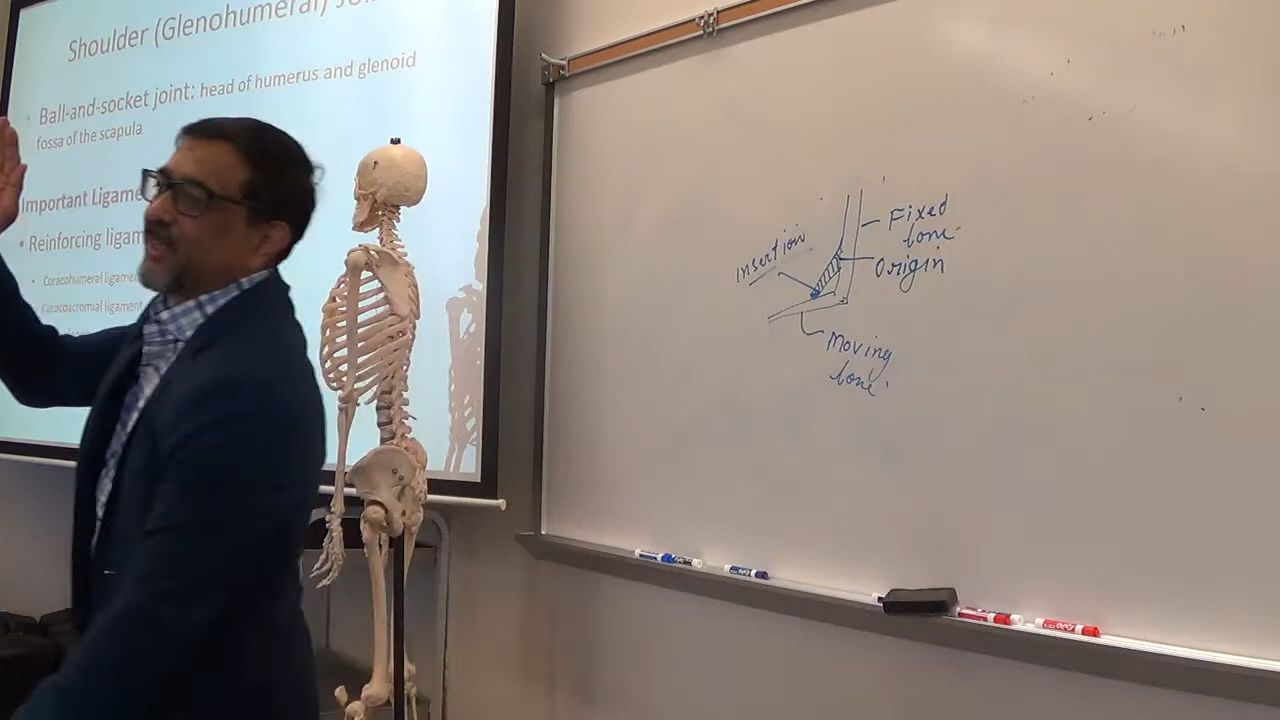 Shoulder (Glenohumeral)
Ball-and-socket joint: head of humerus and glenoid
fossa of the scapula
Important Ligame
• Reinforcing ligam
Coracohumeral ligame
Coracoacromial ligament
Insertion
Fixed
bone
Origin
Moving
bone